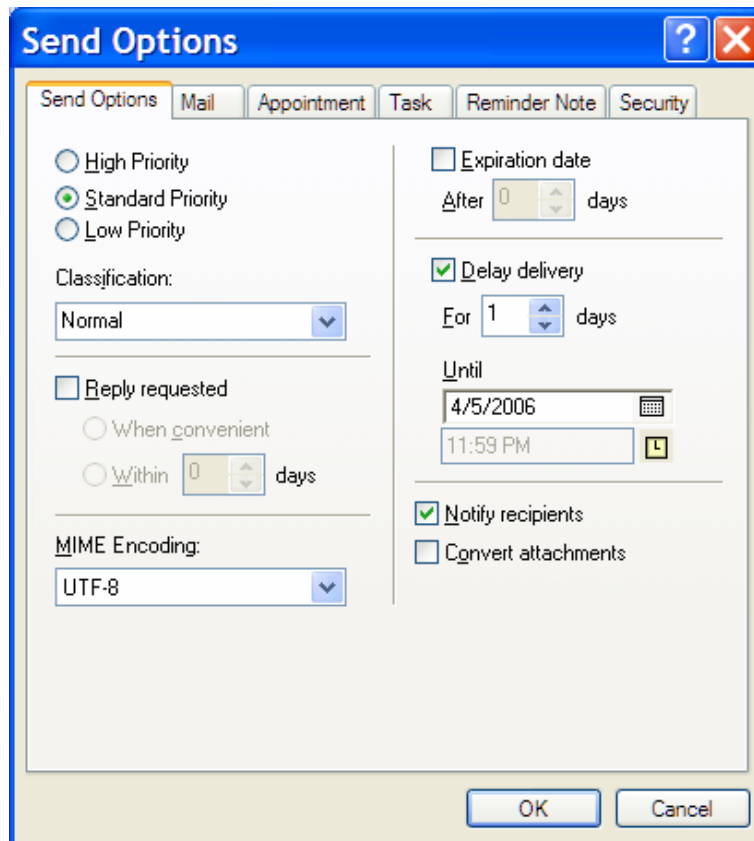 Send Options
Send Options Mail Appointment Task Reminder Note Security
High Priority
Standard Priority
Low Priority
Classification:
Normal
Reply requested
When convenient
Within 0 days
MIME Encoding:
UTF-8
Expiration date
After 0 days
Delay delivery
For 1 days
Until
4/5/2006
11:59 PM
Notify recipients
Convert attachments
OK Cancel